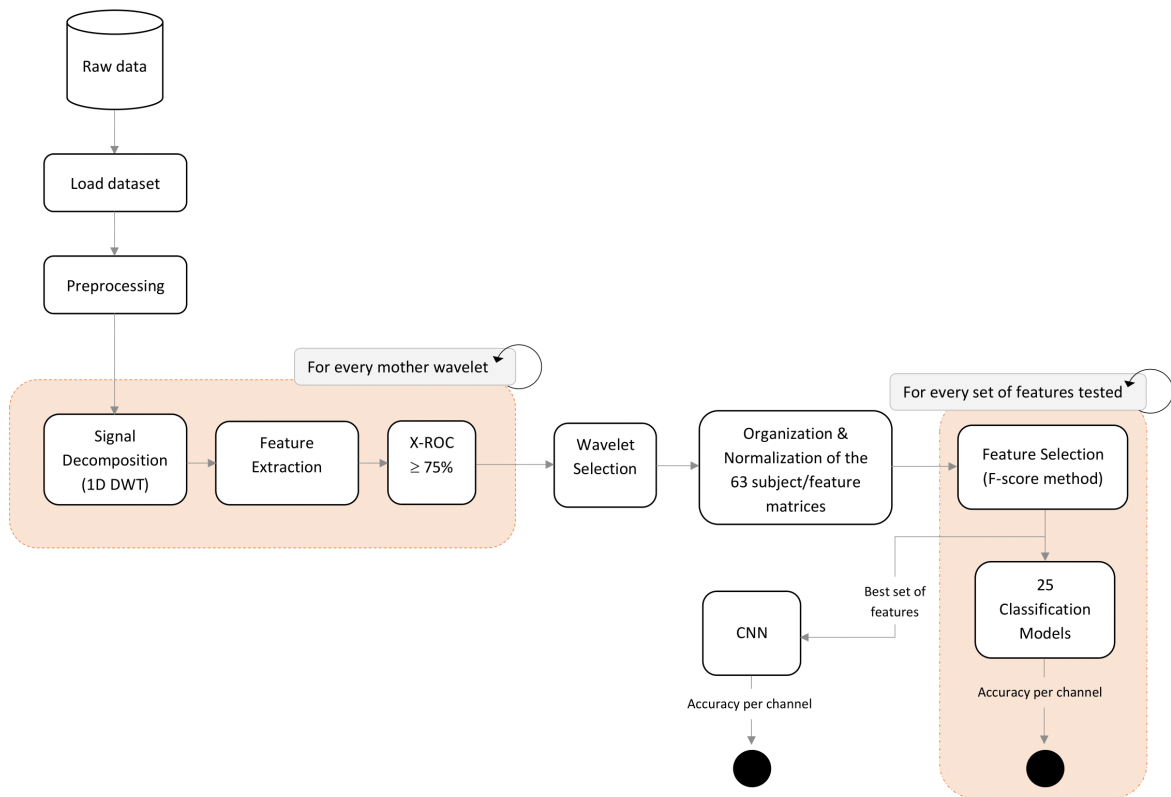 Raw data
Load dataset
Preprocessing
For every mother wavelet
Signal
Decomposition
(1D DWT)
Feature
Extraction
X-ROC
≥ 75%
Wavelet
Selection
Organization &
Normalization of the
63 subject/feature
matrices
For every set of features tested
Feature Selection
(F-score method)
Best set of
features
25
Classification
Models
CNN
Accuracy per channel
Accuracy per channel